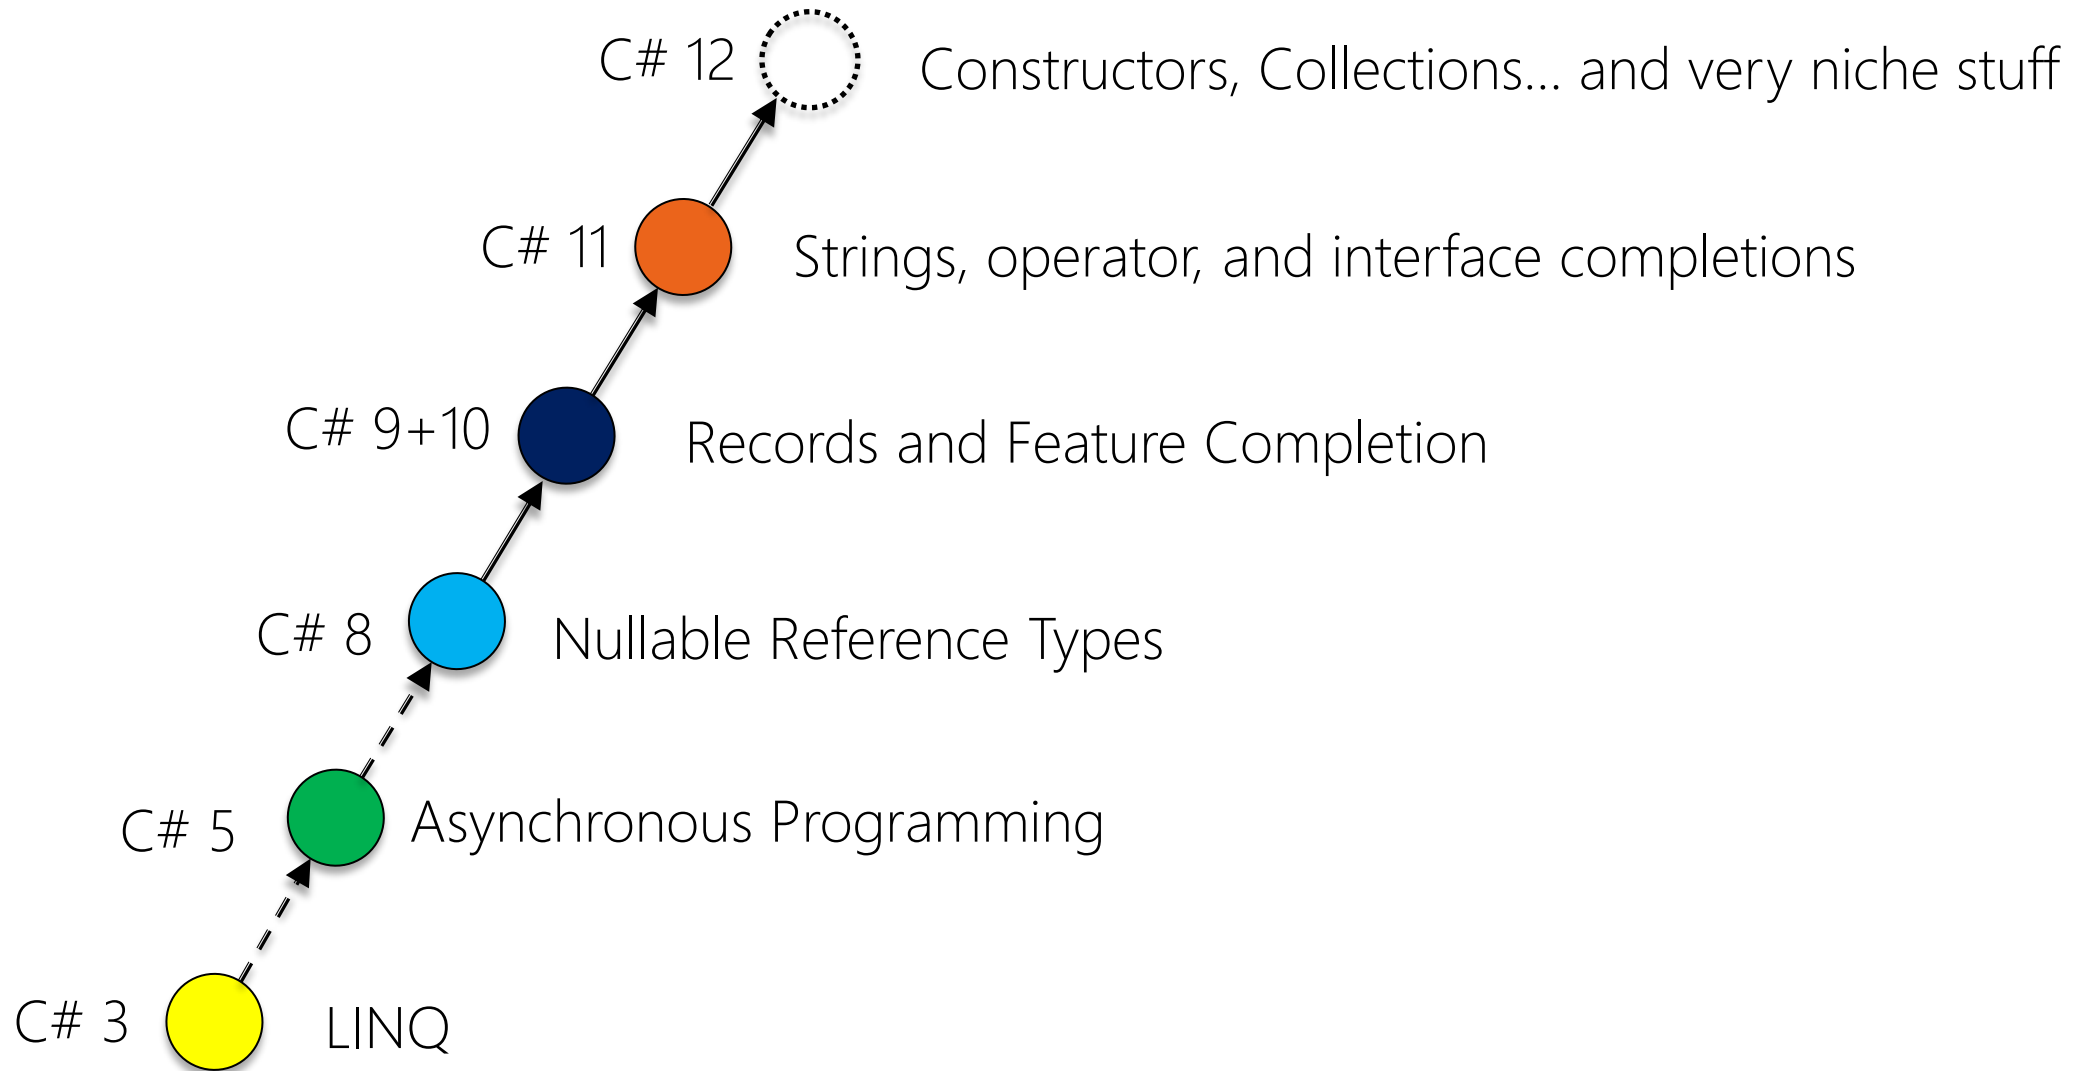 C# 12
Constructors, Collections... and very niche stuff
C# 11
Strings, operator, and interface completions
C# 9+10
Records and Feature Completion
C# 8
Nullable Reference Types
C# 5
Asynchronous Programming
C# 3
LINQ